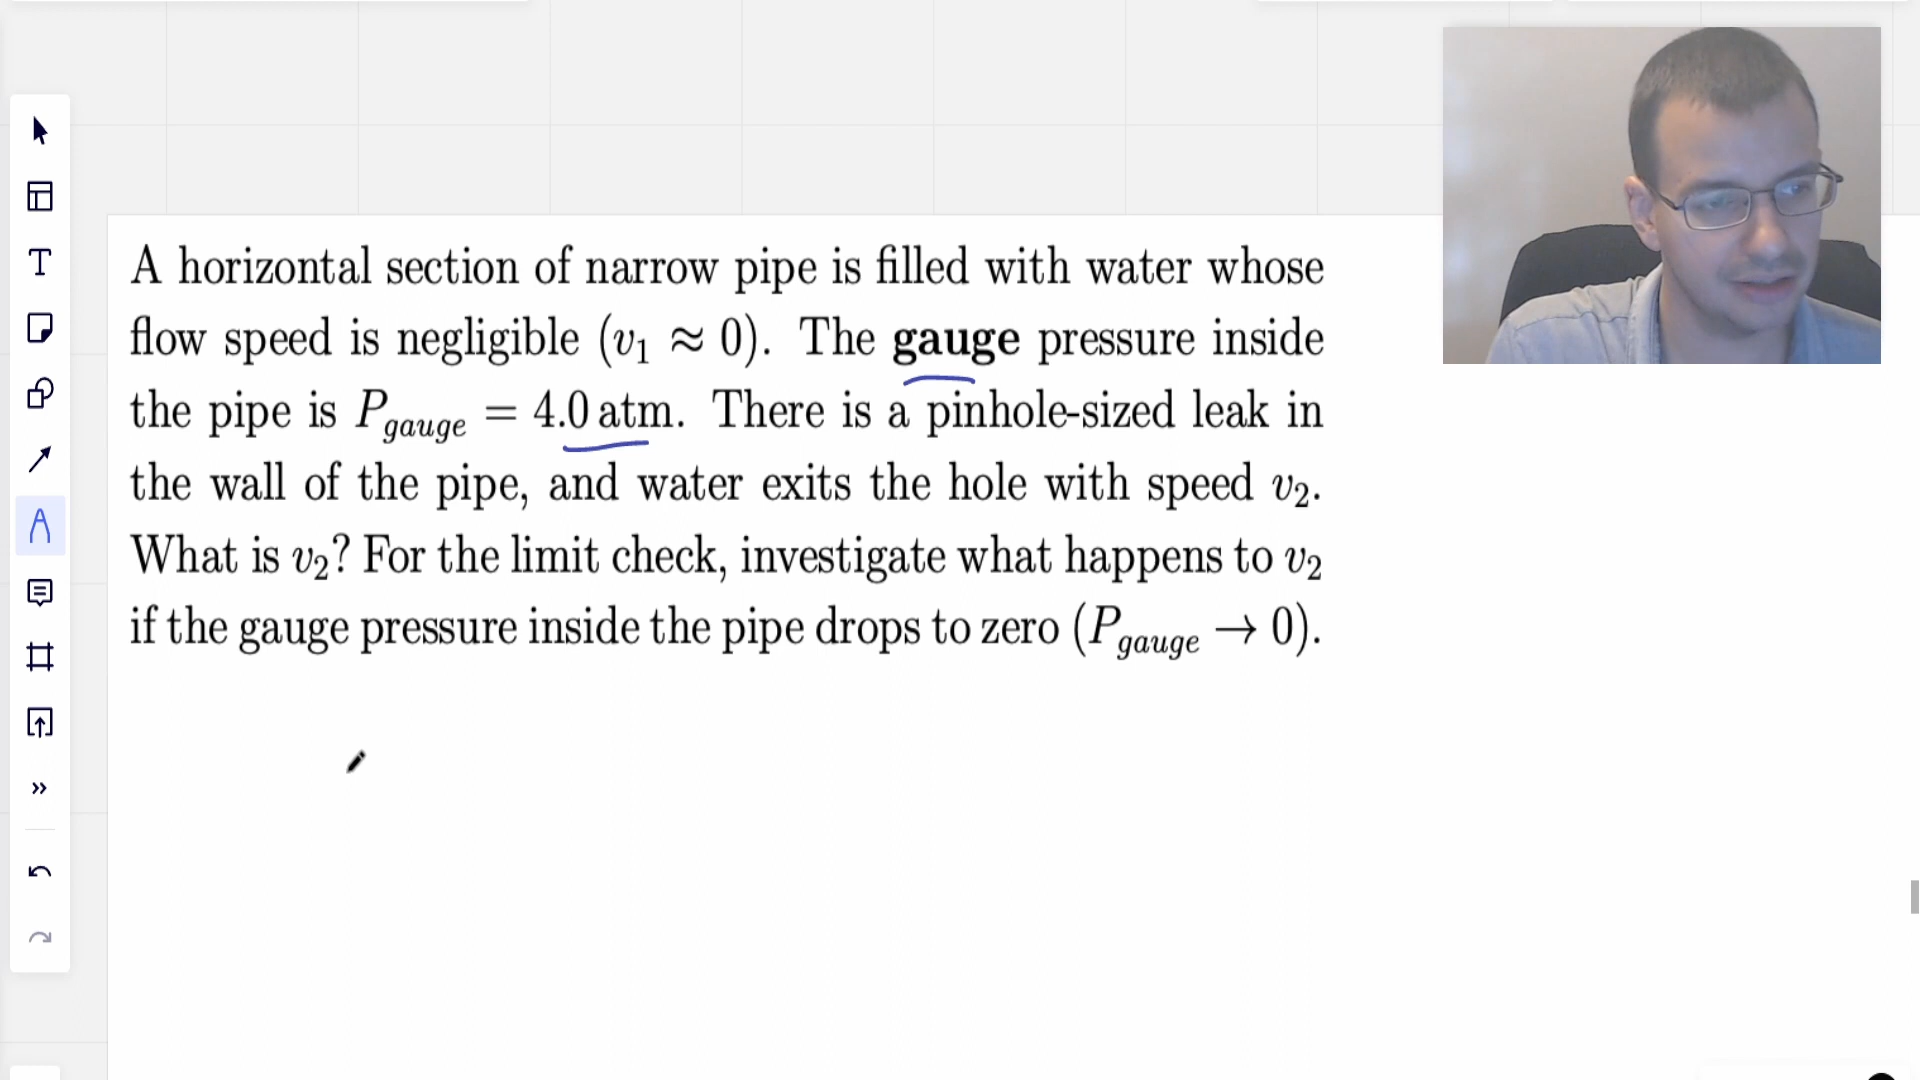 A horizontal section of narrow pipe is filled with water whose
flow speed is negligible (v₁ ≈ 0). The gauge pressure inside
the pipe is P_gauge = 4.0 atm. There is a pinhole-sized leak in
the wall of the pipe, and water exits the hole with speed v₂.
What is v₂? For the limit check, investigate what happens to v₂
if the gauge pressure inside the pipe drops to zero (P_gauge → 0).